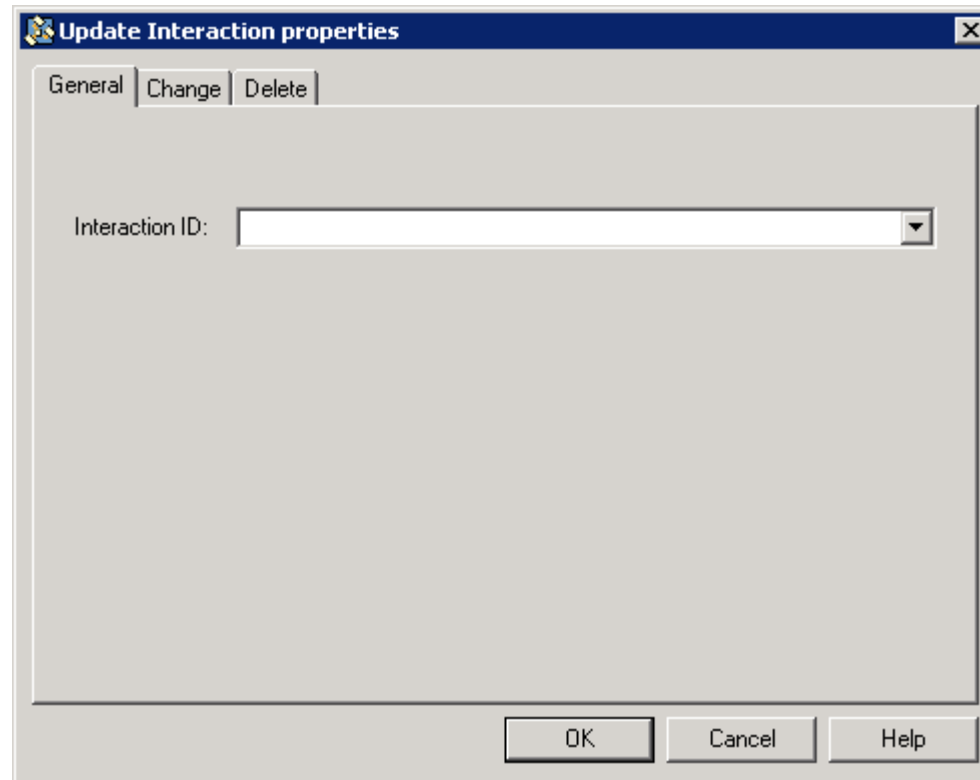 Update Interaction properties
General Change Delete
Interaction ID:
OK Cancel Help